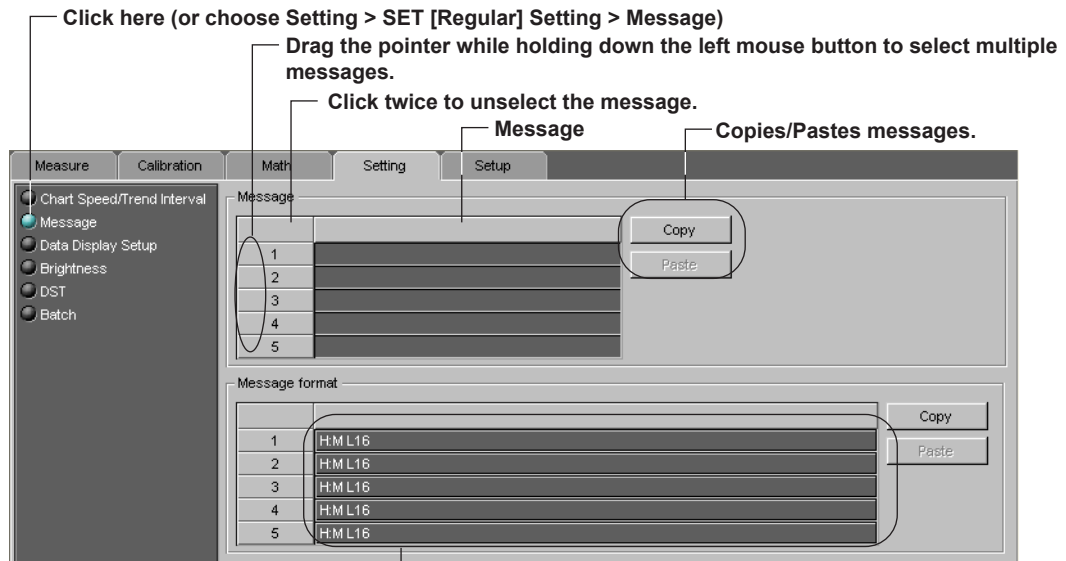 Click here (or choose Setting > SET [Regular] Setting > Message)
Drag the pointer while holding down the left mouse button to select multiple
messages.
Click twice to unselect the message.
Message
Copies/Pastes messages.
Measure
Calibration
Math
Setting
Setup
Chart Speed/Trend Interval
Message
Data Display Setup
Brightness
DST
Batch
Message
1
2
3
4
5
Copy
Paste
Message format
1 H:M L16
2 H:M L16
3 H:M L16
4 H:M L16
5 H:M L16
Copy
Paste